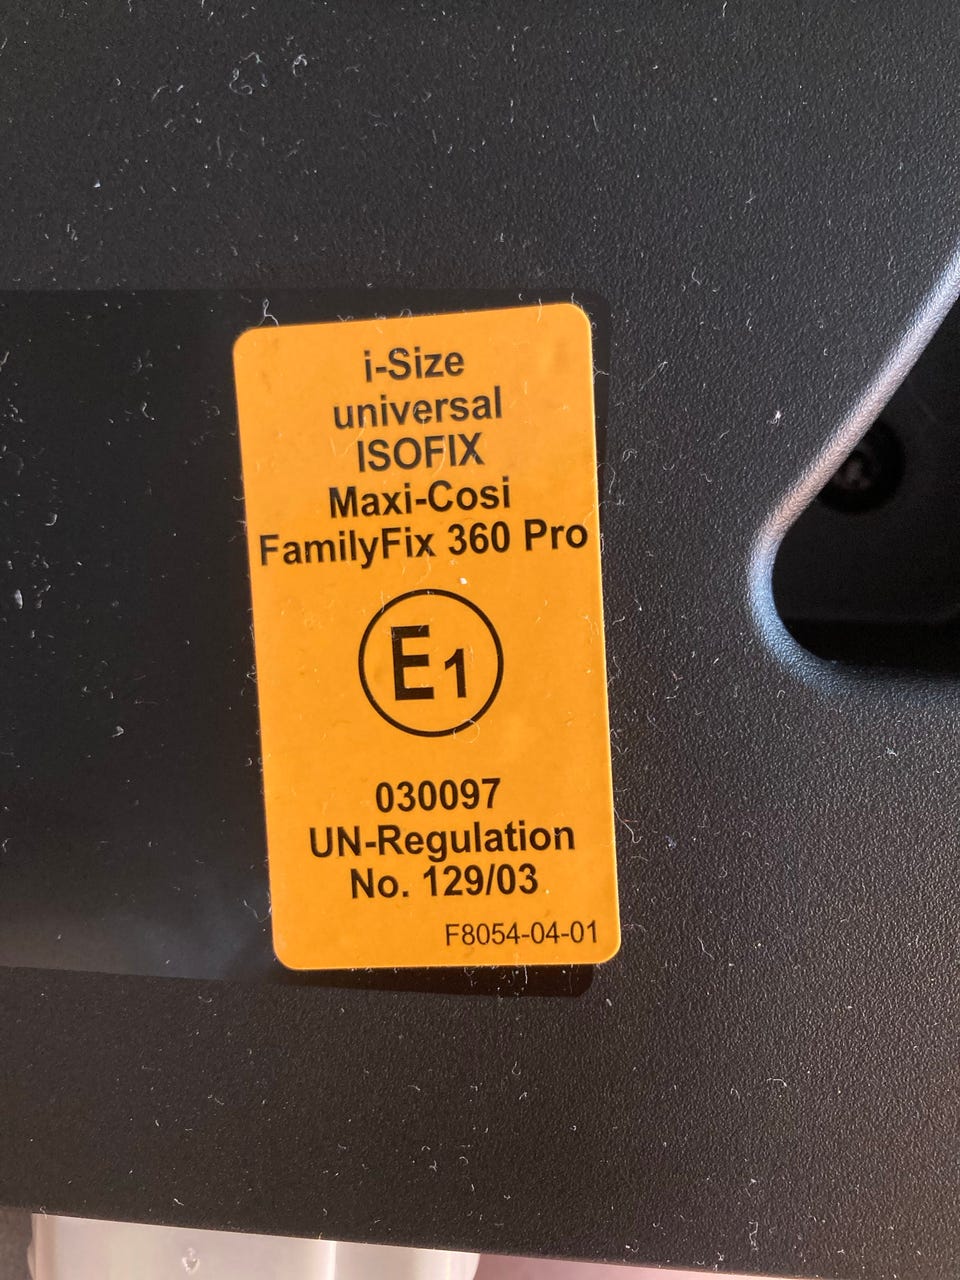 i-Size
universal
ISOFIX
Maxi-Cosi
FamilyFix 360 Pro
E1
030097
UN-Regulation
No. 129/03
F8054-04-01